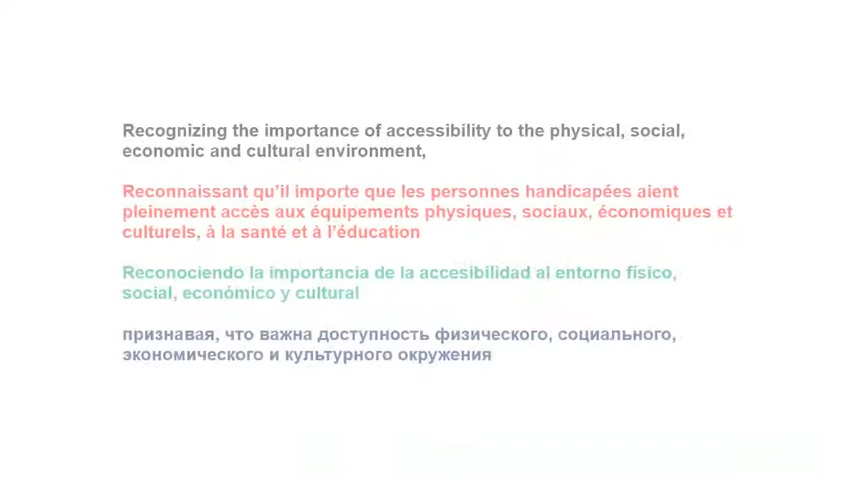 Recognizing the importance of accessibility to the physical, social,
economic and cultural environment,
Reconnaissant qu’il importe que les personnes handicapées aient
pleinement accès aux équipements physiques, sociaux, économiques et
culturels, à la santé et à l’éducation
Reconociendo la importancia de la accesibilidad al entorno físico,
social, económico y cultural
признавая, что важна доступность физического, социального,
экономического и культурного окружения